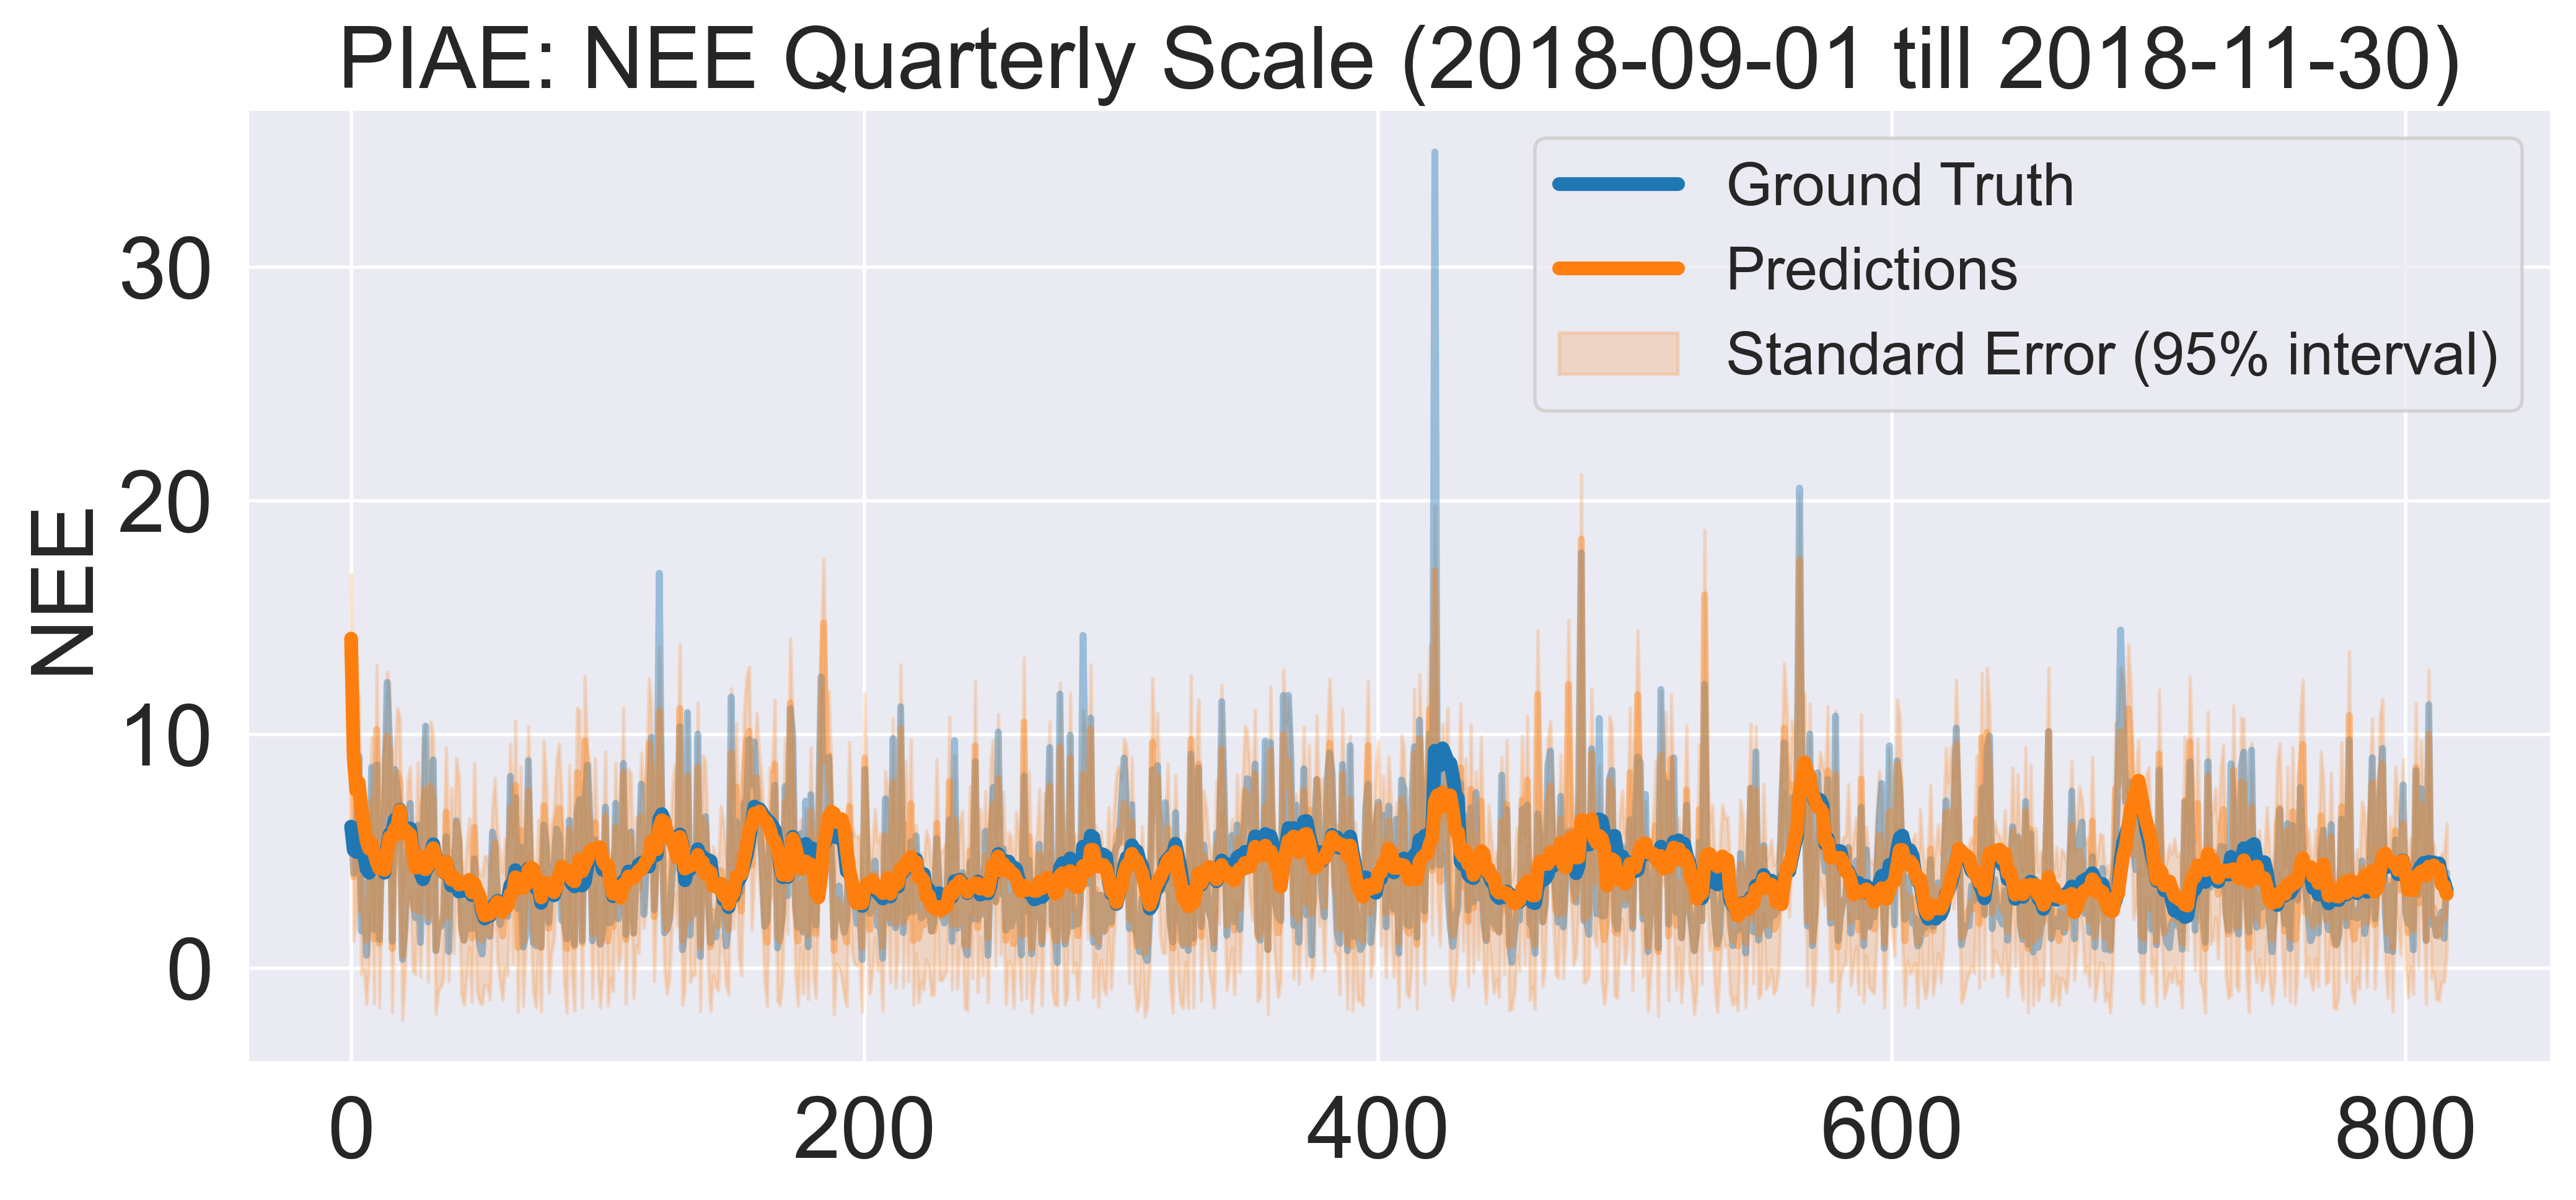 PIAE: NEE Quarterly Scale (2018-09-01 till 2018-11-30)
Ground Truth
Predictions
Standard Error (95% interval)
NEE
30
20
10
0
0 200 400 600 800